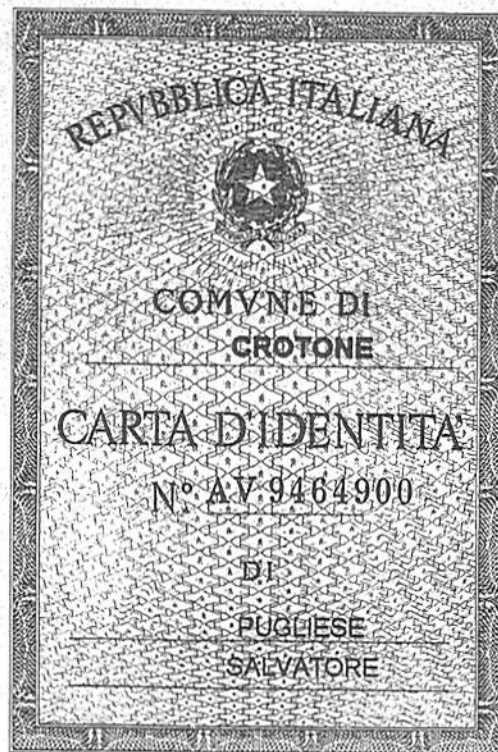 REPVBBLICA ITALIANA
COMVNE DI
CROTONE
CARTA D'IDENTITA'
N° AV 9464900
DI
PUGLIESE
SALVATORE